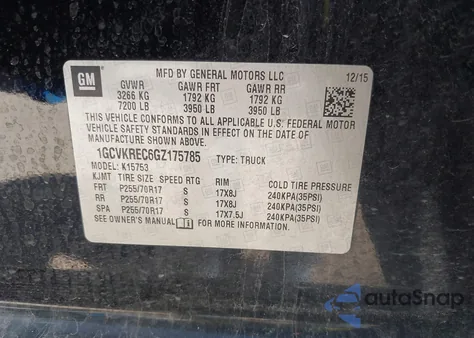 MFD BY GENERAL MOTORS LLC
GM
12/15
GVWR GAWR FRT GAWR RR
3266 KG 1792 KG 1792 KG
7200 LB 3950 LB 3950 LB
THIS VEHICLE CONFORMS TO ALL APPLICABLE U.S. FEDERAL MOTOR
VEHICLE SAFETY STANDARDS IN EFFECT ON THE DATE OF
MANUFACTURE SHOWN ABOVE.
1GCVKREC6GZ175785 TYPE: TRUCK
MODEL: K15753
KJMT TIRE SIZE SPEED RTG RIM COLD TIRE PRESSURE
FRT P255/70R17 S 17X8J 240KPA(35PSI)
RR P255/70R17 S 17X8J 240KPA(35PSI)
SPA P255/70R17 S 17X7.5J 240KPA(35PSI)
SEE OWNER'S MANUAL FOR MORE INFORMATION.
autoSnap